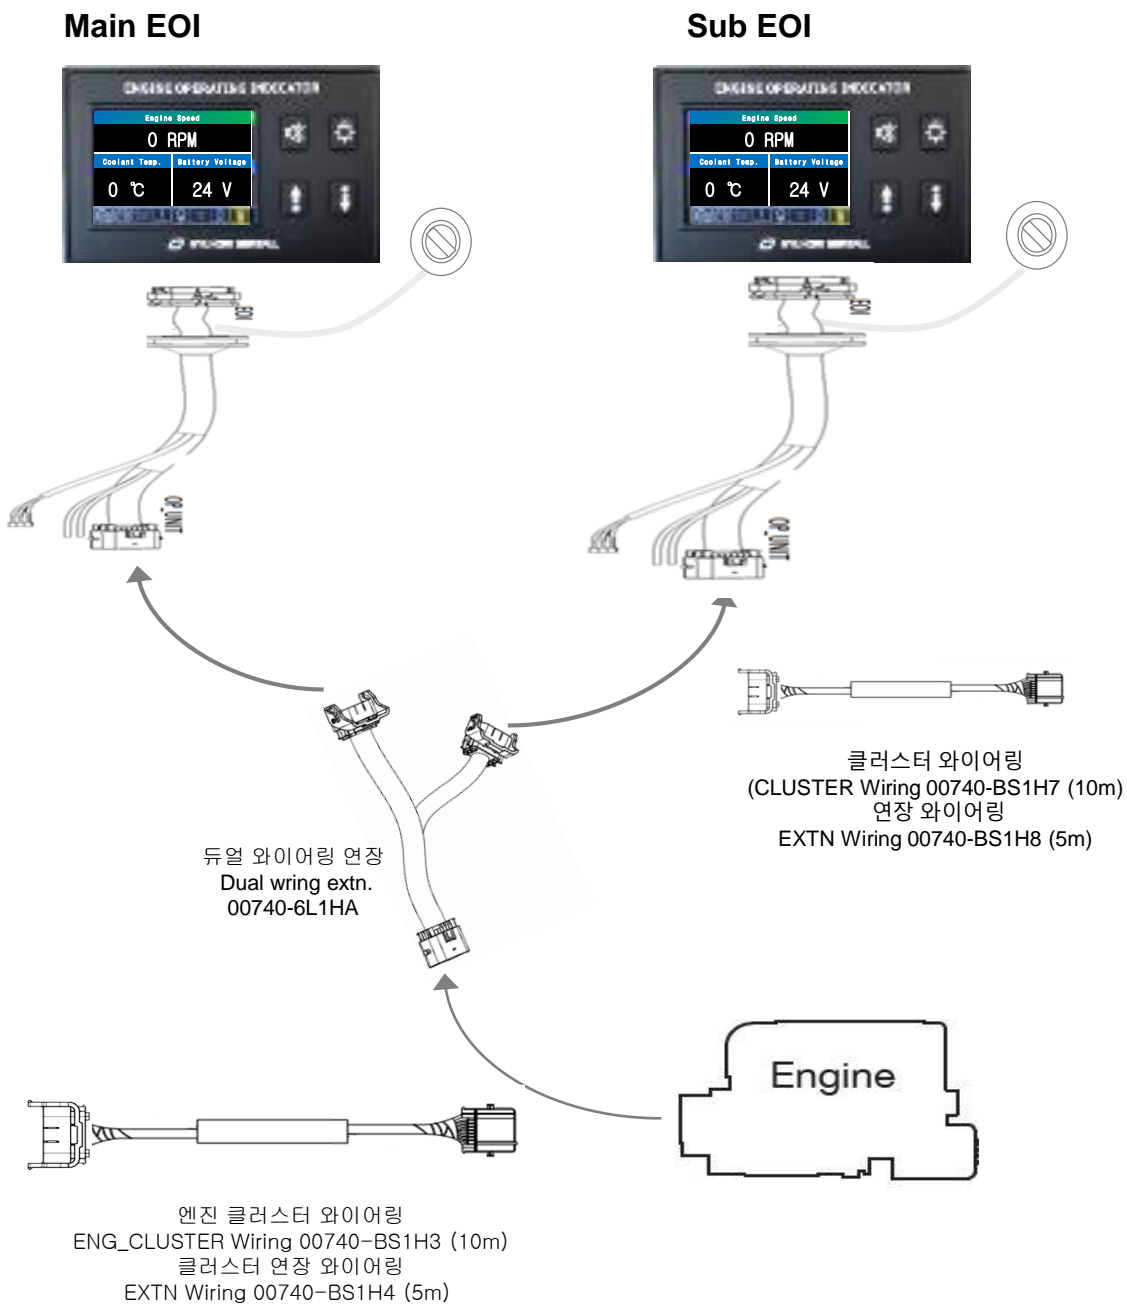 Main EOI
Sub EOI
ENGINE OPERATING INDICATOR
Engine Speed
0 RPM
Coolant Temp.
Battery Voltage
0 ℃
24 V
ENGINE OPERATING INDICATOR
Engine Speed
0 RPM
Coolant Temp.
Battery Voltage
0 ℃
24 V
EOI
EOI
OP_UNIT
OP_UNIT
클러스터 와이어링
(CLUSTER Wiring 00740-BS1H7 (10m)
연장 와이어링
EXTN Wiring 00740-BS1H8 (5m)
듀얼 와이어링 연장
Dual wring extn.
00740-6L1HA
Engine
엔진 클러스터 와이어링
ENG_CLUSTER Wiring 00740-BS1H3 (10m)
클러스터 연장 와이어링
EXTN Wiring 00740-BS1H4 (5m)